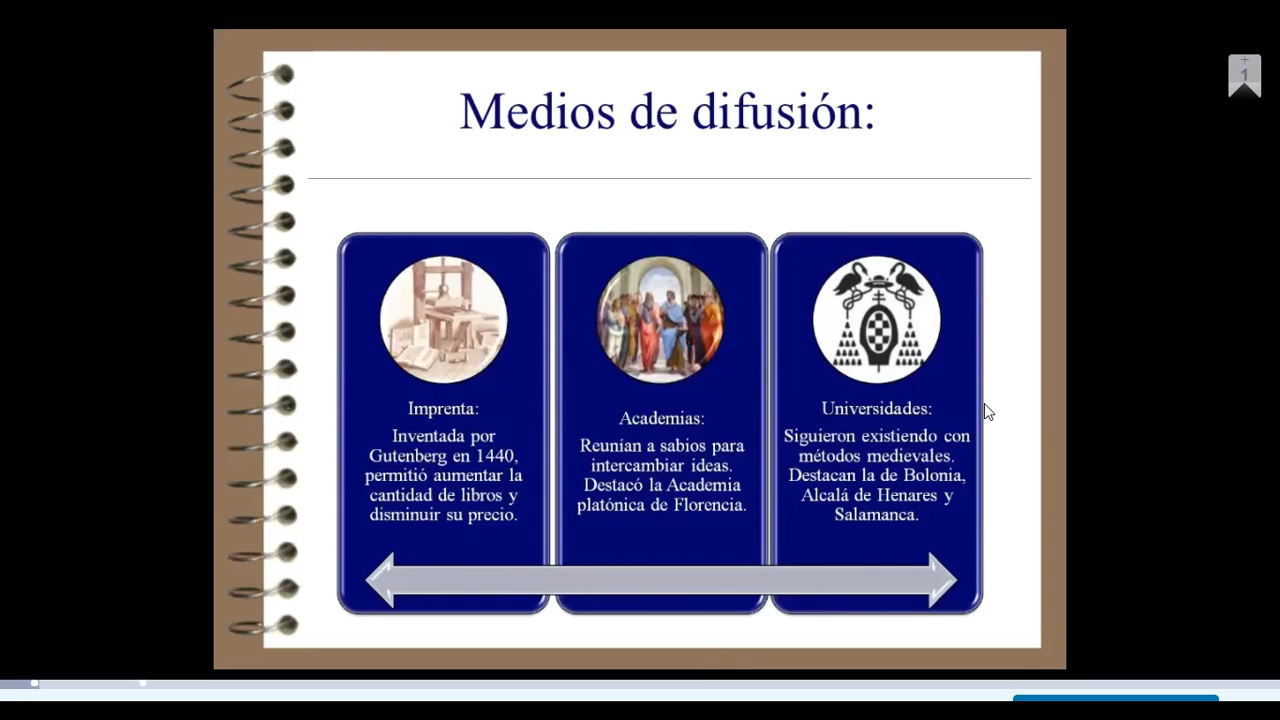 1
Medios de difusión:
Imprenta:
Inventada por
Gutenberg en 1440,
permitió aumentar la
cantidad de libros y
disminuir su precio.
Academias:
Reunían a sabios para
intercambiar ideas.
Destacó la Academia
platónica de Florencia.
Universidades:
Siguieron existiendo con
métodos medievales.
Destacan la de Bolonia,
Alcalá de Henares y
Salamanca.